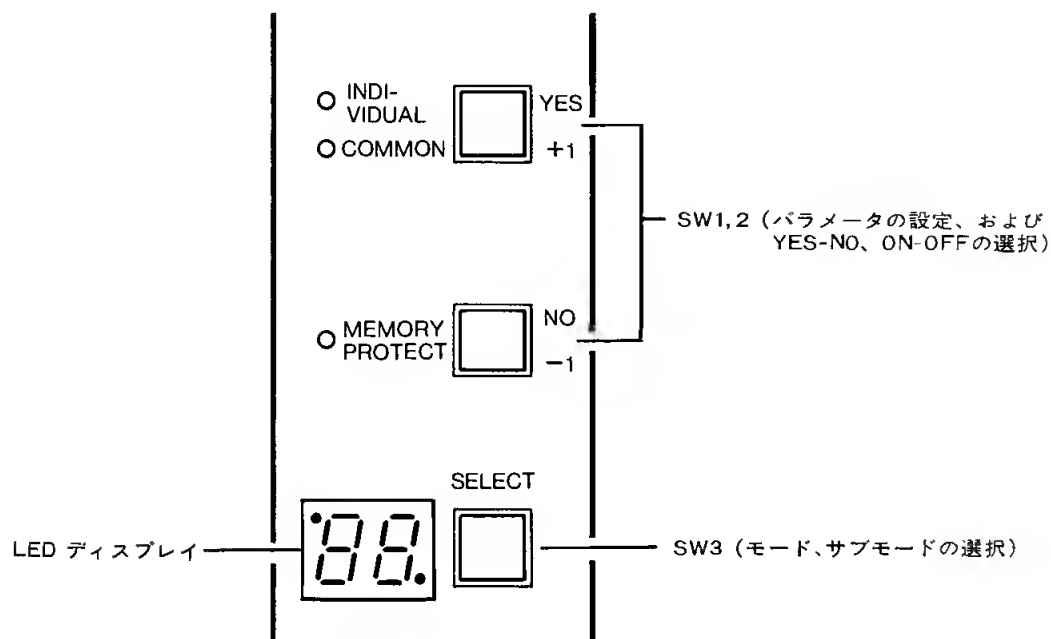 INDI-
VIDUAL
COMMON
YES
+1
SW1,2 (パラメータの設定、および
YES-NO、ON-OFFの選択)
MEMORY
PROTECT
NO
−1
SELECT
LED ディスプレイ
88
SW3 (モード、サブモードの選択)